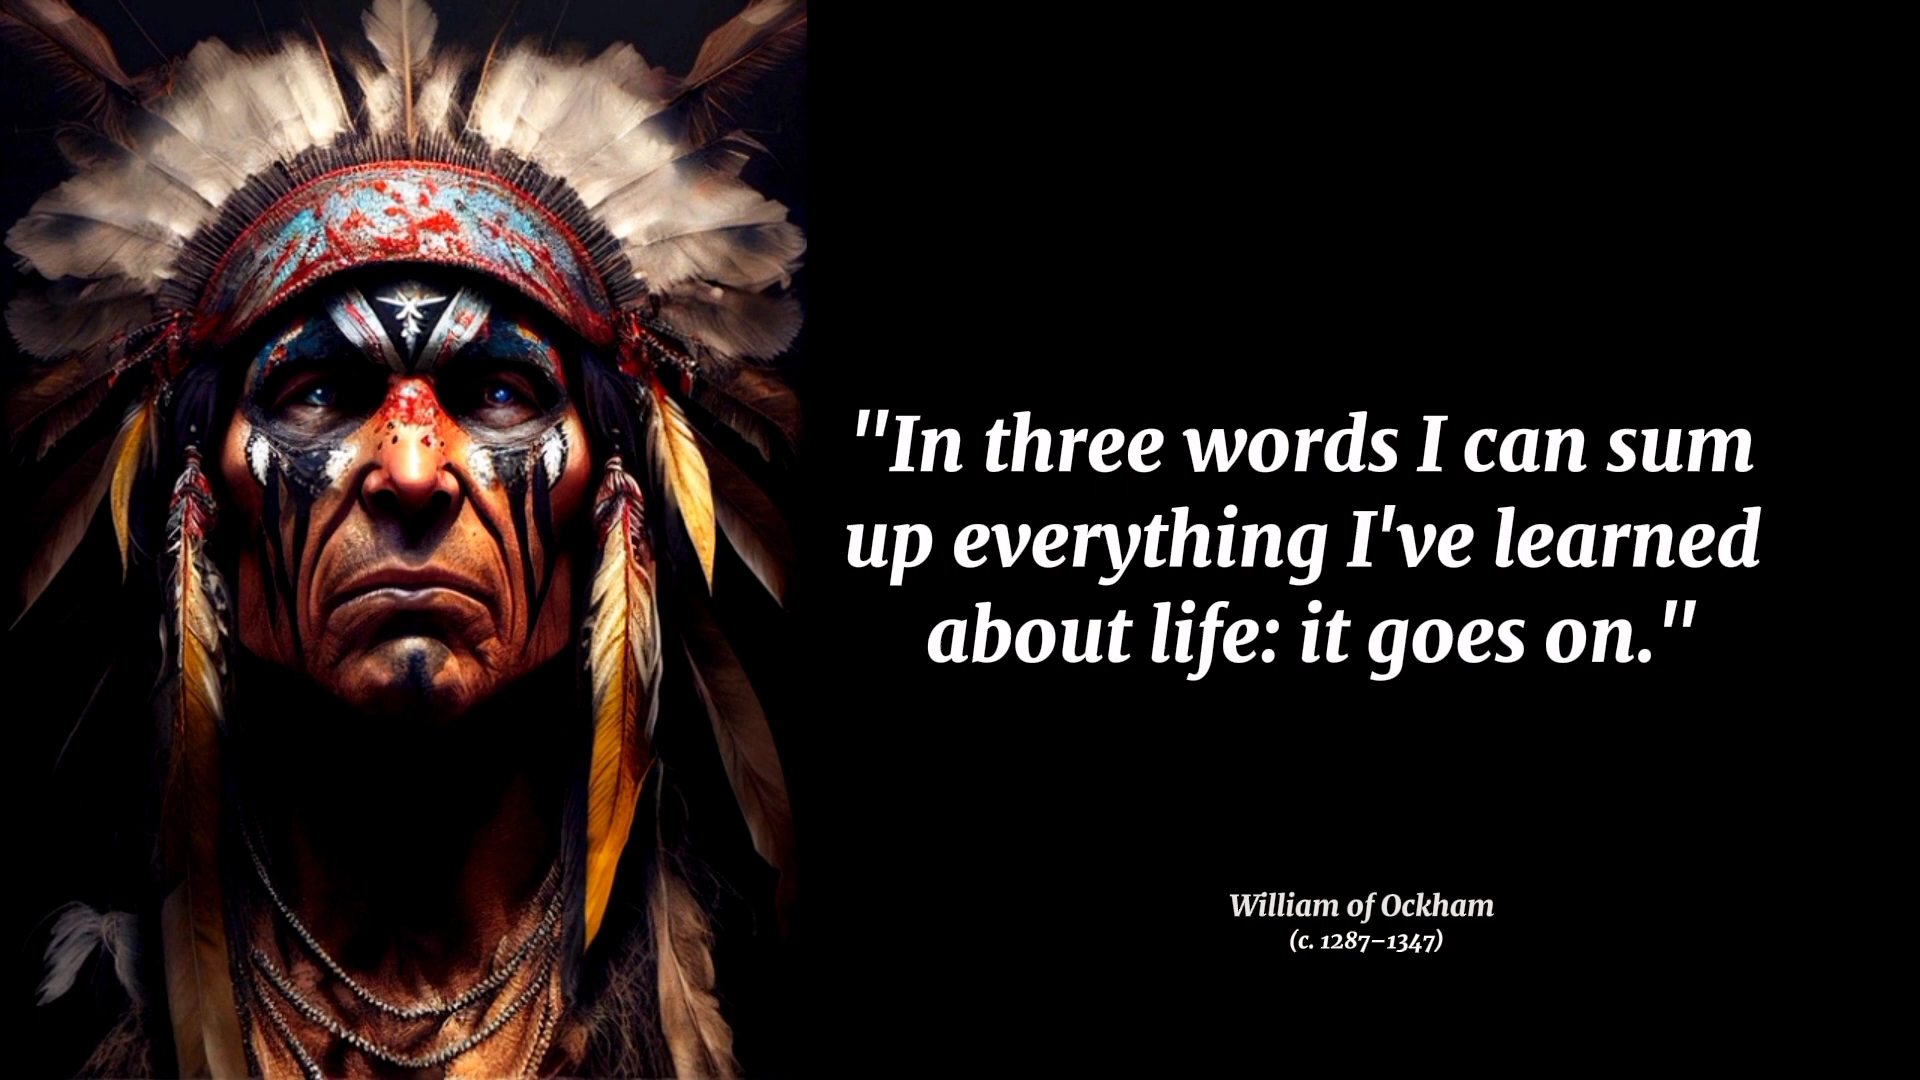 "In three words I can sum
up everything I've learned
about life: it goes on."
William of Ockham
(c. 1287–1347)